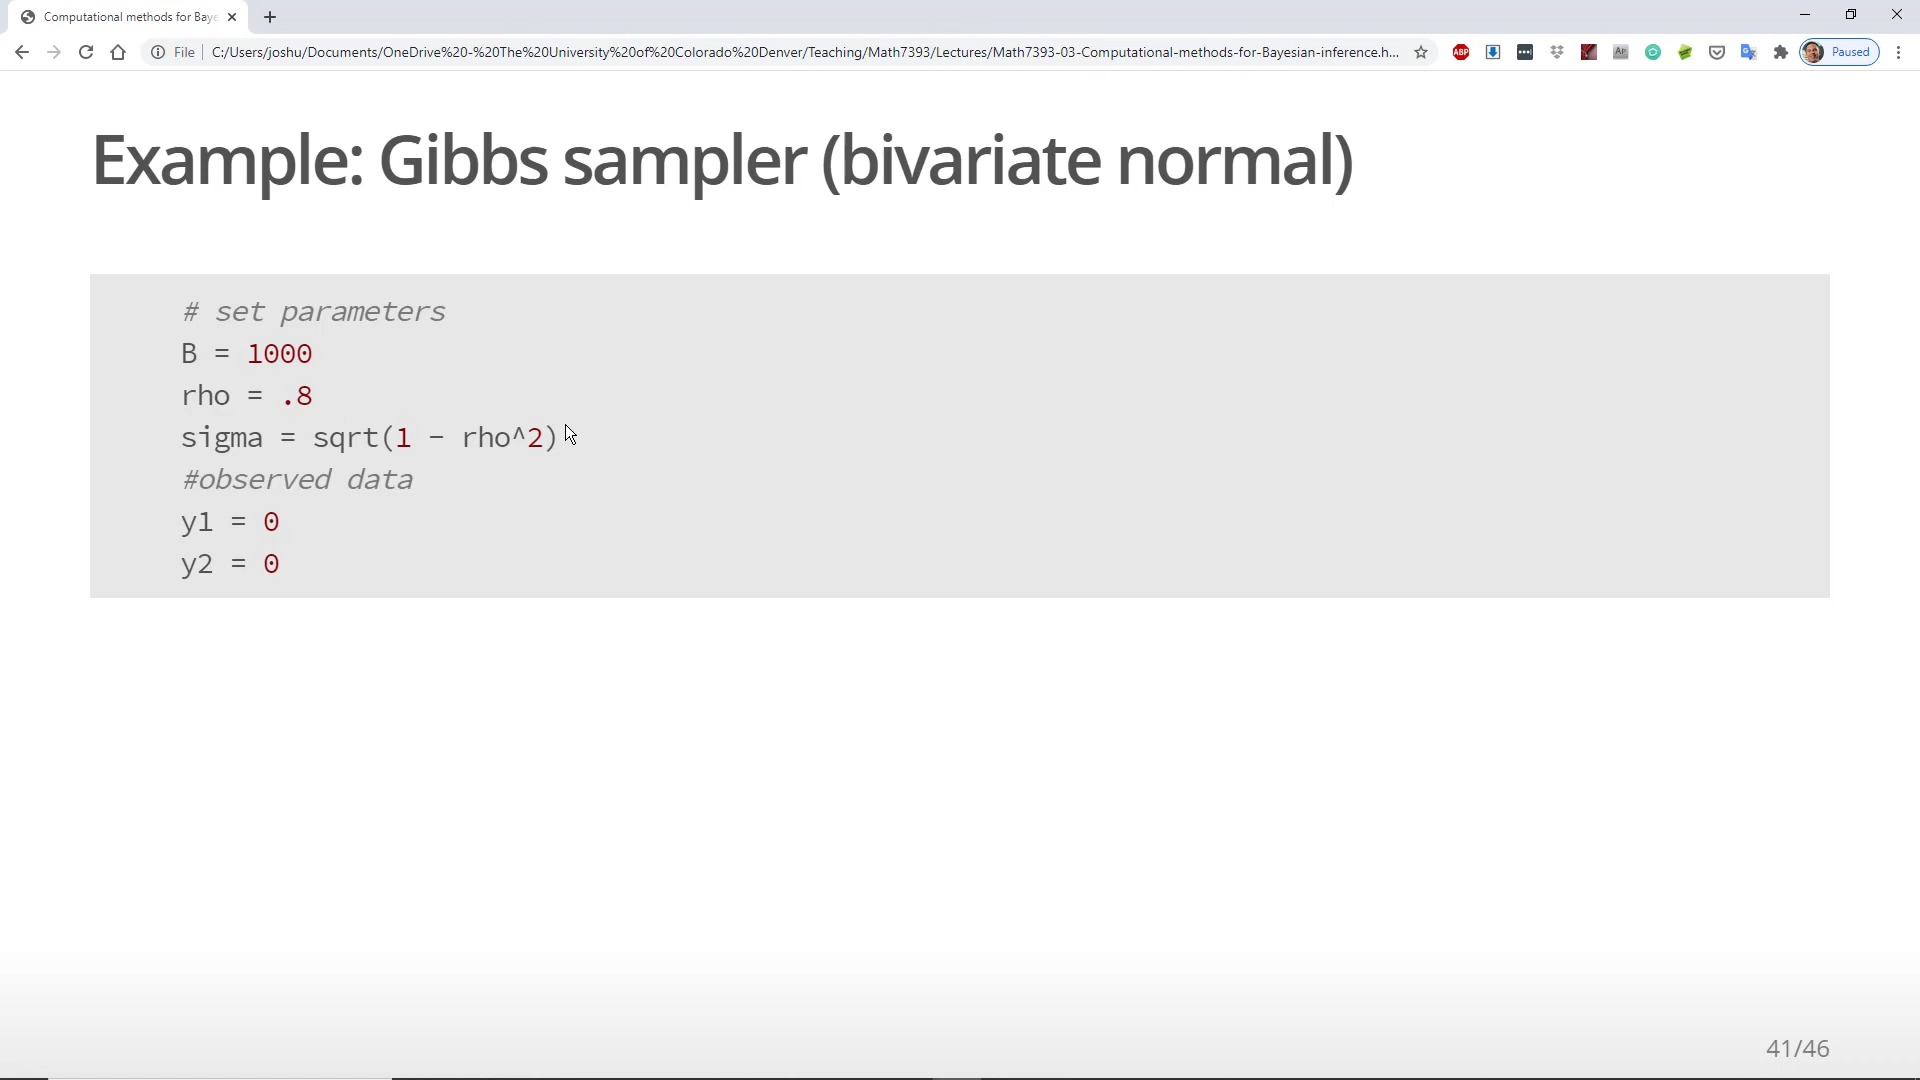 Computational methods for Baye
File
C:/Users/joshu/Documents/OneDrive%20-%20The%20University%20of%20Colorado%20Denver/Teaching/Math7393/Lectures/Math7393-03-Computational-methods-for-Bayesian-inference.h...
ABP
Paused
Example: Gibbs sampler (bivariate normal)
# set parameters
B = 1000
rho = .8
sigma = sqrt(1 - rho^2)
#observed data
y1 = 0
y2 = 0
41/46